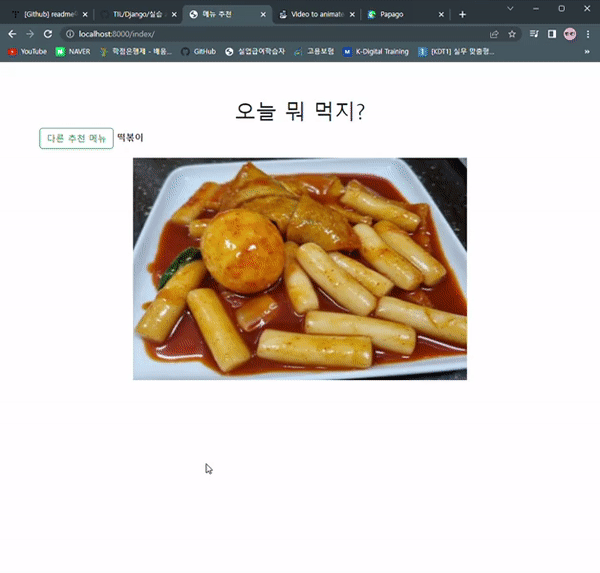 [Github] readme
TIL/Django/실습
메뉴 추천
Video to animate
Papago
localhost:8000/index/
YouTube
NAVER
학점은행제 - 배움...
GitHub
실업급여학습자
고용보험
K-Digital Training
[KDT1] 실무 맞춤형...
오늘 뭐 먹지?
다른 추천 메뉴 떡볶이